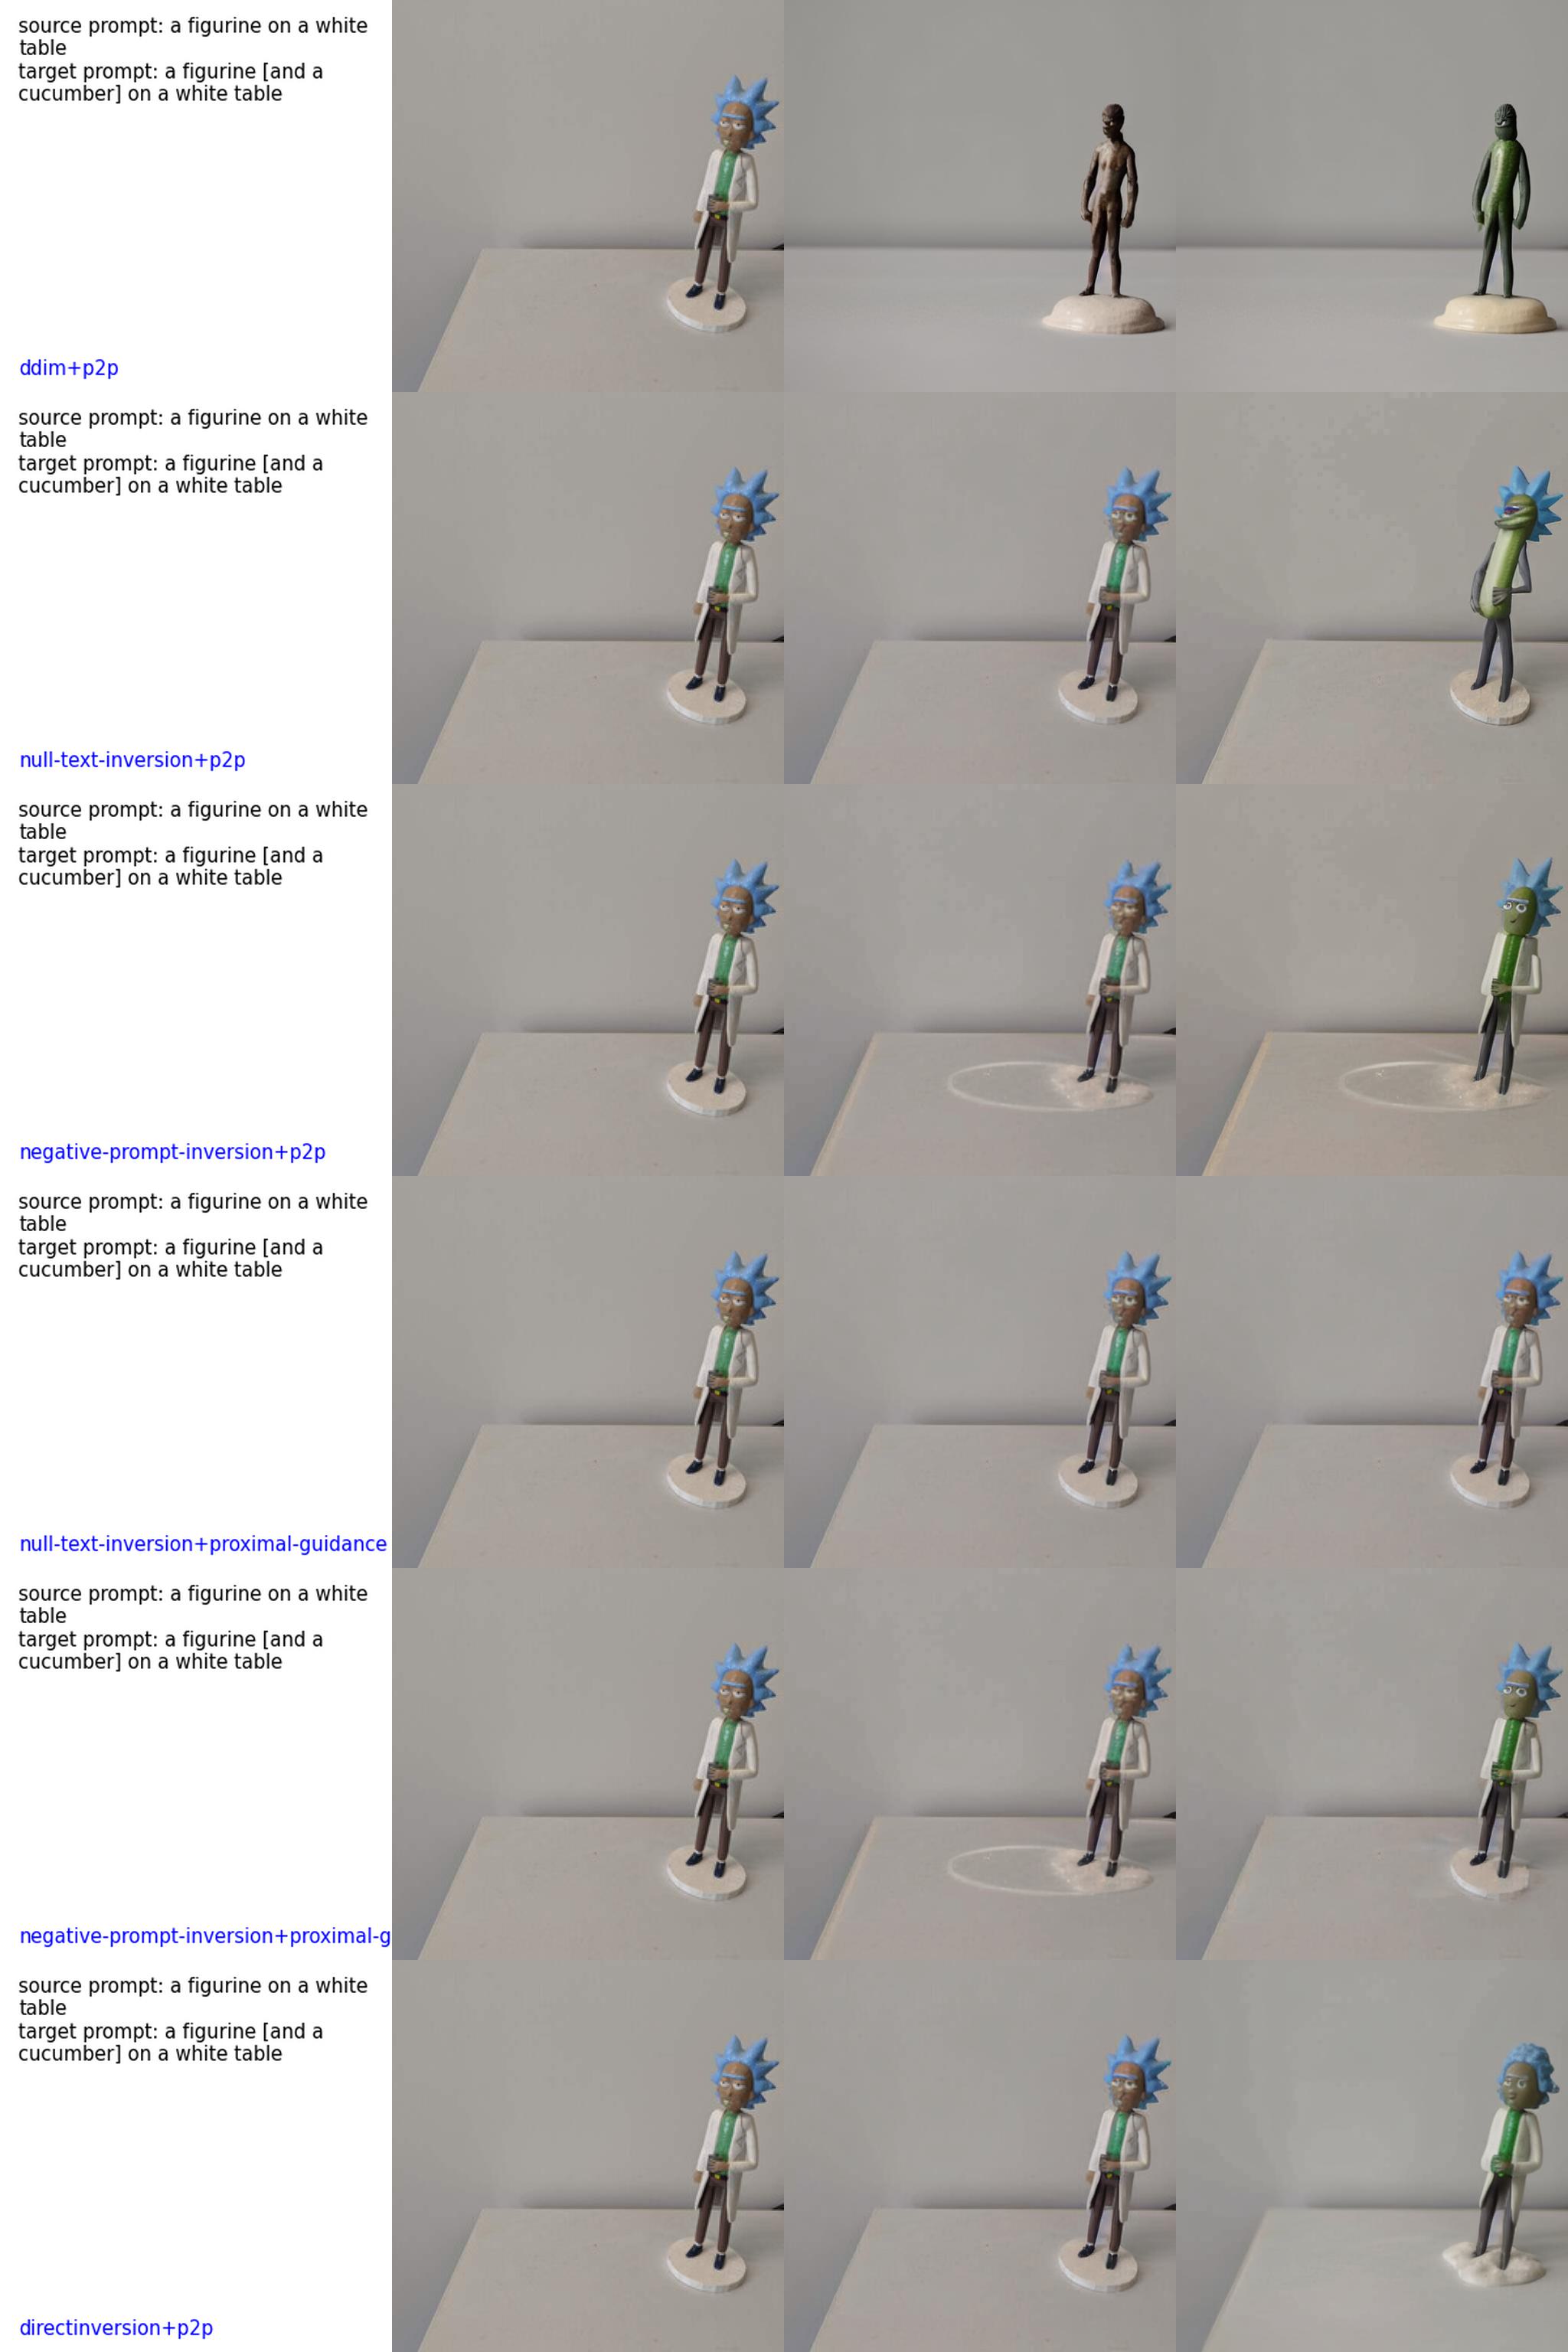 source prompt: a figurine on a white
table
target prompt: a figurine [and a
cucumber] on a white table
ddim+p2p
source prompt: a figurine on a white
table
target prompt: a figurine [and a
cucumber] on a white table
null-text-inversion+p2p
source prompt: a figurine on a white
table
target prompt: a figurine [and a
cucumber] on a white table
negative-prompt-inversion+p2p
source prompt: a figurine on a white
table
target prompt: a figurine [and a
cucumber] on a white table
null-text-inversion+proximal-guidance
source prompt: a figurine on a white
table
target prompt: a figurine [and a
cucumber] on a white table
negative-prompt-inversion+proximal-g
source prompt: a figurine on a white
table
target prompt: a figurine [and a
cucumber] on a white table
directinversion+p2p